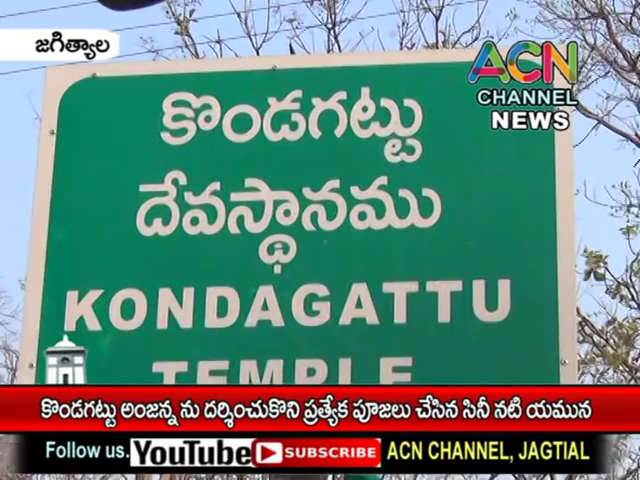 జగిత్యాల
ACN
CHANNEL
NEWS
కొండగట్టు
దేవస్థానము
KONDAGATTU
TEMPLE
కొండగట్టు అంజన్న ను దర్శించుకొని ప్రత్యేక పూజలు చేసిన సినీ నటి యమున
Follow us. YouTube SUBSCRIBE ACN CHANNEL, JAGTIAL